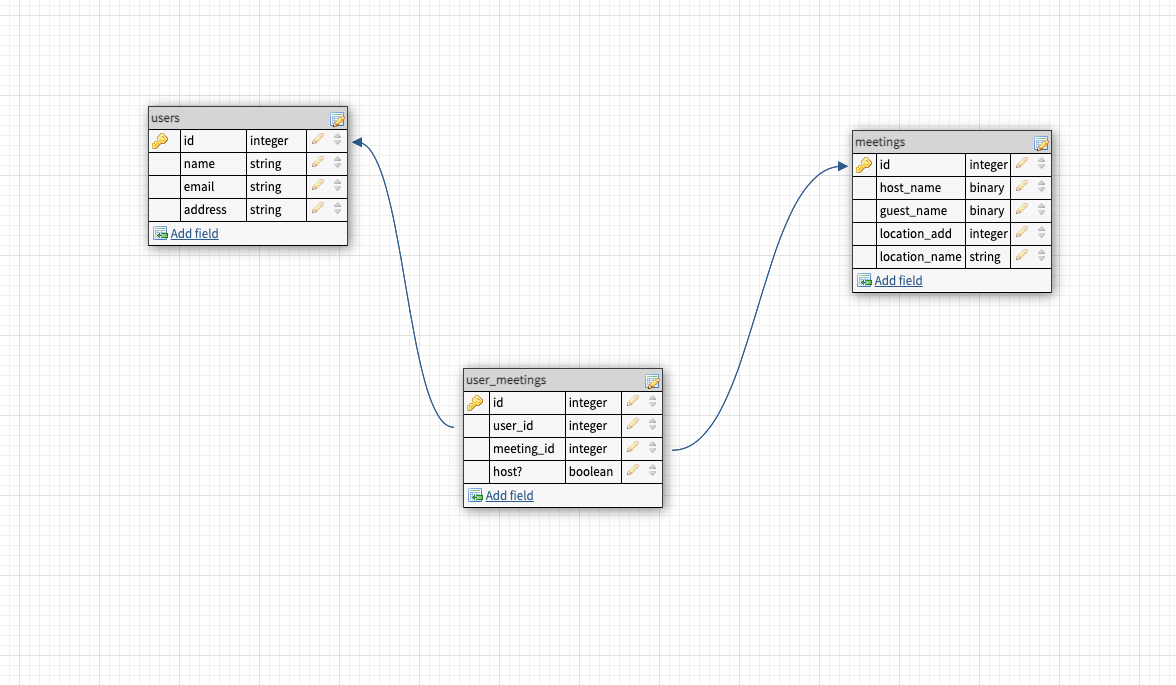 users
id integer
name string
email string
address string
Add field
meetings
id integer
host_name binary
guest_name binary
location_add integer
location_name string
Add field
user_meetings
id integer
user_id integer
meeting_id integer
host? boolean
Add field